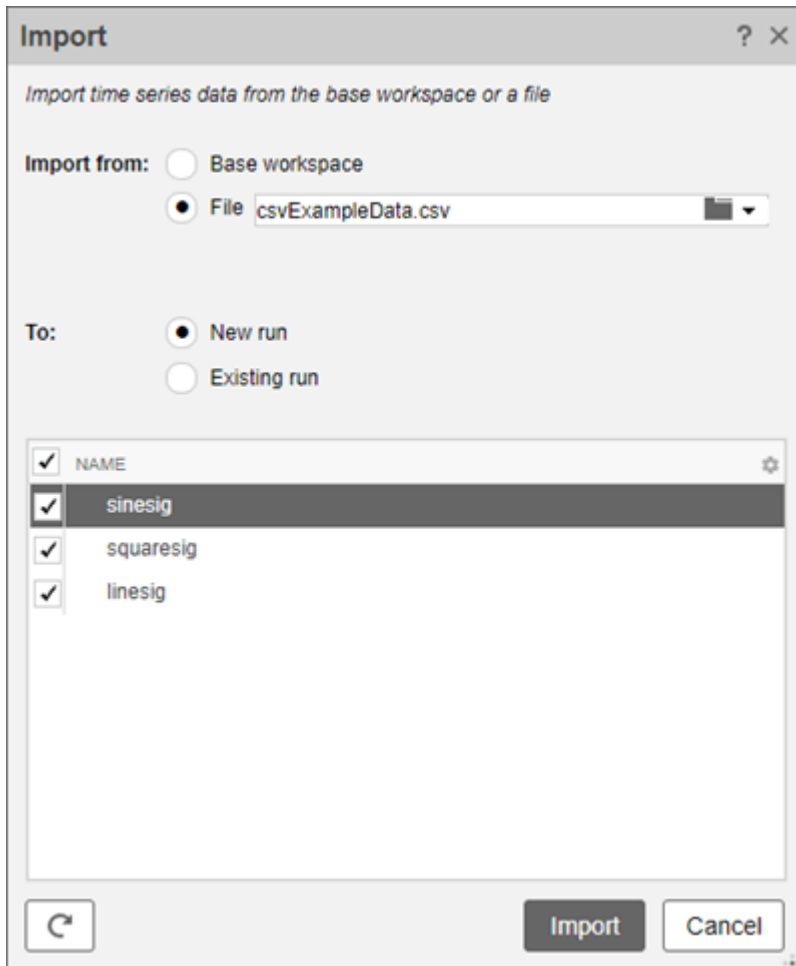 Import
Import time series data from the base workspace or a file
Import from: Base workspace
File csvExampleData.csv
To: New run
Existing run
NAME
sinesig
squaresig
linesig
Import Cancel